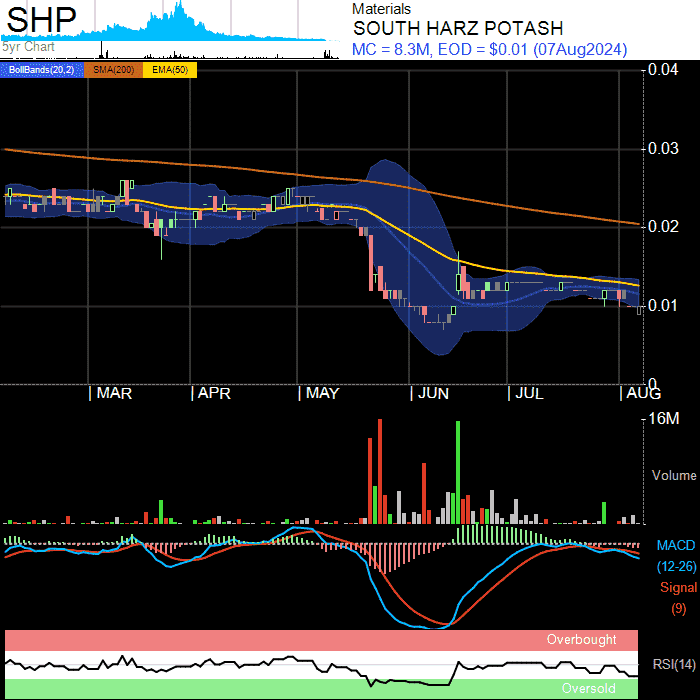 SHP
5yr Chart
Materials
SOUTH HARZ POTASH
MC = 8.3M, EOD = $0.01 (07Aug2024)
BollBands(20,2) SMA(200) EMA(50)
0.04
0.03
0.02
0.01
0
MAR APR MAY JUN JUL AUG
16M
Volume
MACD
(12-26)
Signal
(9)
Overbought
RSI(14)
Oversold